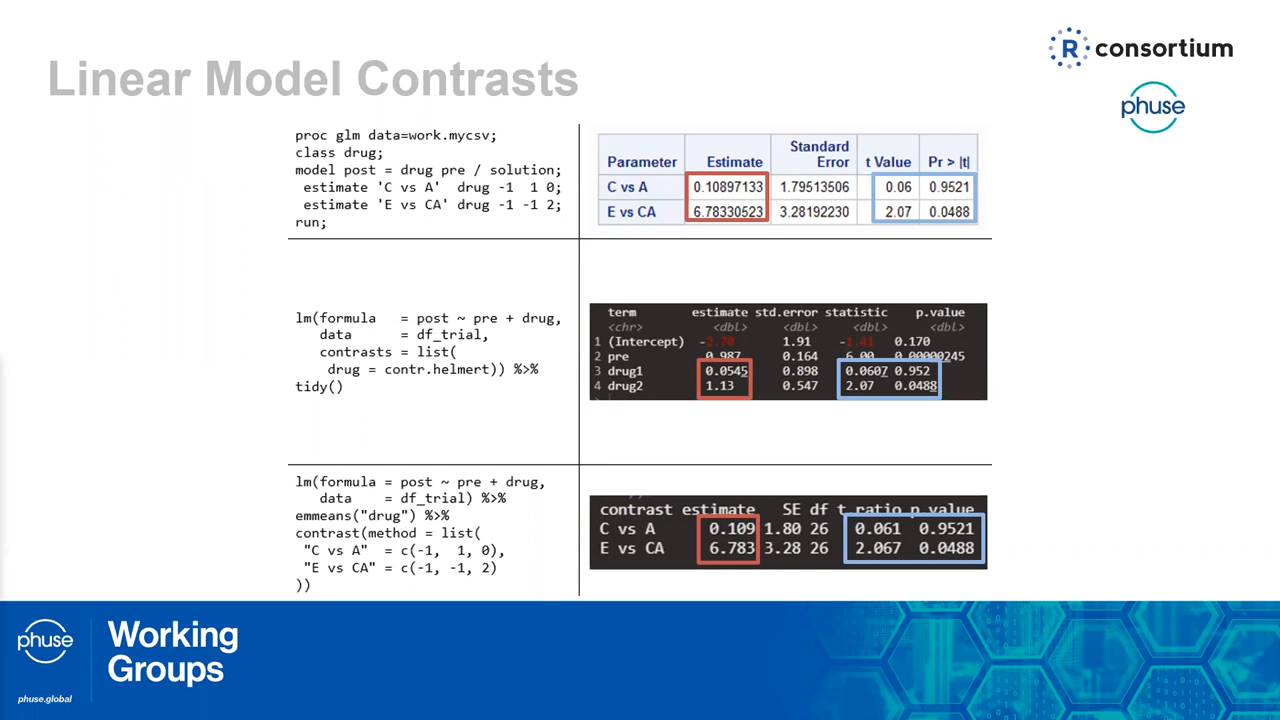 Linear Model Contrasts
R consortium
phuse
proc glm data=work.mycsv;
class drug;
model post = drug pre / solution;
estimate 'C vs A' drug -1 1 0;
estimate 'E vs CA' drug -1 -1 2;
run;
Parameter Estimate Standard Error t Value Pr > |t|
C vs A 0.10897133 1.79513506 0.06 0.9521
E vs CA 6.78330523 3.28192230 2.07 0.0488
lm(formula = post ~ pre + drug,
data = df_trial,
contrasts = list(
drug = contr.helmert)) %>%
tidy()
term estimate std.error statistic p.value
<chr> <dbl> <dbl> <dbl> <dbl>
1 (Intercept) -2.70 1.91 -1.41 0.170
2 pre 0.987 0.164 6.00 0.00000245
3 drug1 0.0545 0.898 0.0607 0.952
4 drug2 1.13 0.547 2.07 0.0488
lm(formula = post ~ pre + drug,
data = df_trial) %>%
emmeans("drug") %>%
contrast(method = list(
"C vs A" = c(-1, 1, 0),
"E vs CA" = c(-1, -1, 2)
))
contrast estimate SE df t.ratio p.value
C vs A 0.109 1.80 26 0.061 0.9521
E vs CA 6.783 3.28 26 2.067 0.0488
phuse
Working
Groups
phuse.global